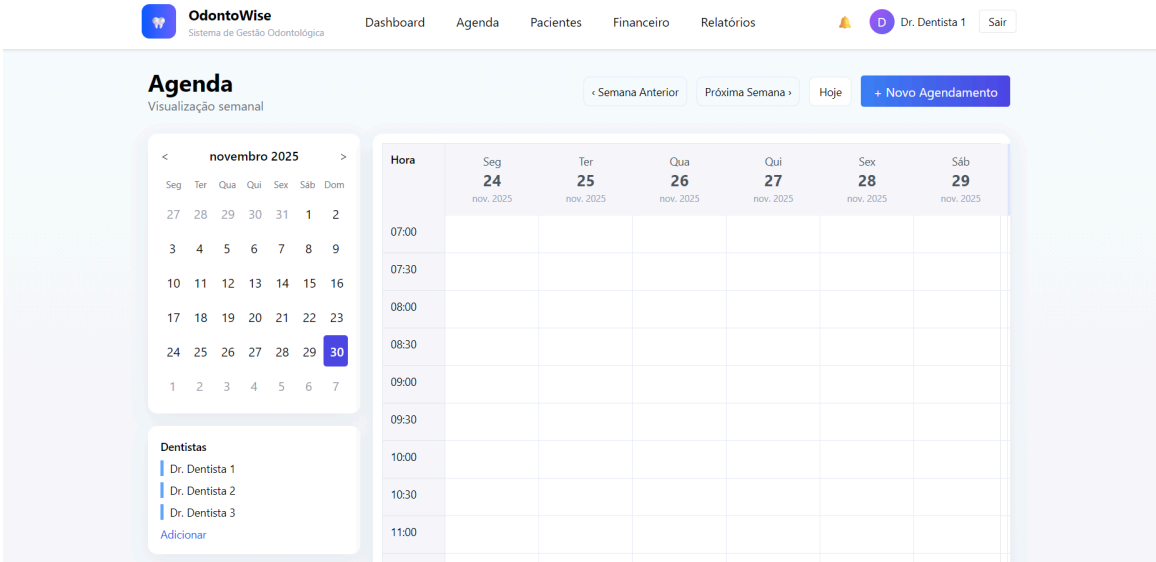 OdontoWise
Sistema de Gestão Odontológica
Dashboard Agenda Pacientes Financeiro Relatórios
D Dr. Dentista 1 Sair
Agenda
Visualização semanal
‹ Semana Anterior Próxima Semana › Hoje + Novo Agendamento
< novembro 2025 >
Seg Ter Qua Qui Sex Sáb Dom
27 28 29 30 31 1 2
3 4 5 6 7 8 9
10 11 12 13 14 15 16
17 18 19 20 21 22 23
24 25 26 27 28 29 30
1 2 3 4 5 6 7
Dentistas
Dr. Dentista 1
Dr. Dentista 2
Dr. Dentista 3
Adicionar
Hora Seg Ter Qua Qui Sex Sáb
24 25 26 27 28 29
nov. 2025 nov. 2025 nov. 2025 nov. 2025 nov. 2025 nov. 2025
07:00
07:30
08:00
08:30
09:00
09:30
10:00
10:30
11:00